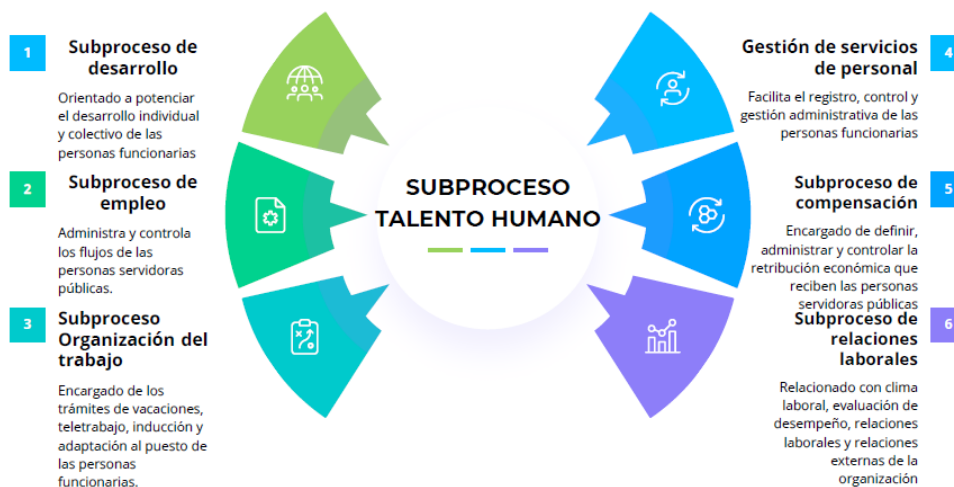 1
Subproceso de
desarrollo
Orientado a potenciar
el desarrollo individual
y colectivo de las
personas funcionarias
2
Subproceso de
empleo
Administra y controla
los flujos de las
personas servidoras
públicas.
3
Subproceso
Organización del
trabajo
Encargado de los
trámites de vacaciones,
teletrabajo, inducción y
adaptación al puesto de
las personas
funcionarias.
SUBPROCESO
TALENTO HUMANO
4
Gestión de servicios
de personal
Facilita el registro, control y
gestión administrativa de las
personas funcionarias
5
Subproceso de
compensación
Encargado de definir,
administrar y controlar la
retribución económica que
reciben las personas
servidoras públicas
6
Subproceso de
relaciones
laborales
Relacionado con clima
laboral, evaluación de
desempeño, relaciones
laborales y relaciones
externas de la
organización